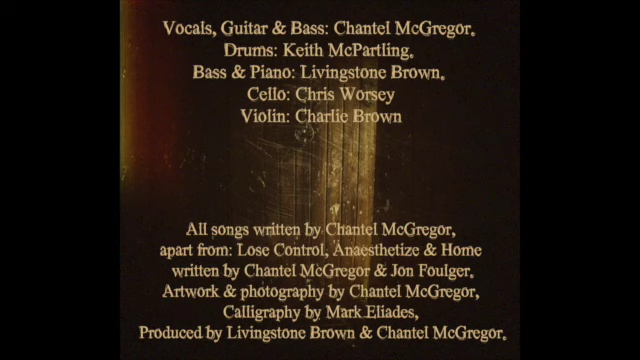 Vocals, Guitar & Bass: Chantel McGregor.
Drums: Keith McPartling.
Bass & Piano: Livingstone Brown.
Cello: Chris Worsey
Violin: Charlie Brown
All songs written by Chantel McGregor,
apart from: Lose Control, Anaesthetize & Home
written by Chantel McGregor & Jon Foulger.
Artwork & photography by Chantel McGregor,
Calligraphy by Mark Eliades,
Produced by Livingstone Brown & Chantel McGregor.